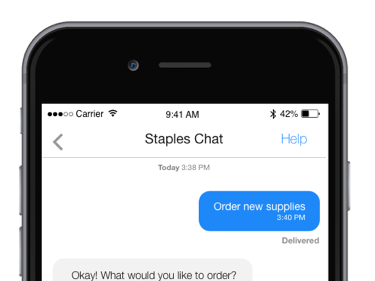 Carrier 9:41 AM 42%
Staples Chat Help
Today 3:38 PM
Order new supplies
3:40 PM
Delivered
Okay! What would you like to order?